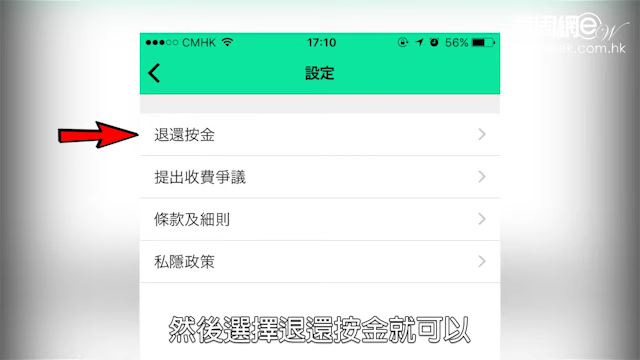 CMHK 17:10 56%
設定
退還按金
提出收費爭議
條款及細則
私隱政策
然後選擇退還按金就可以